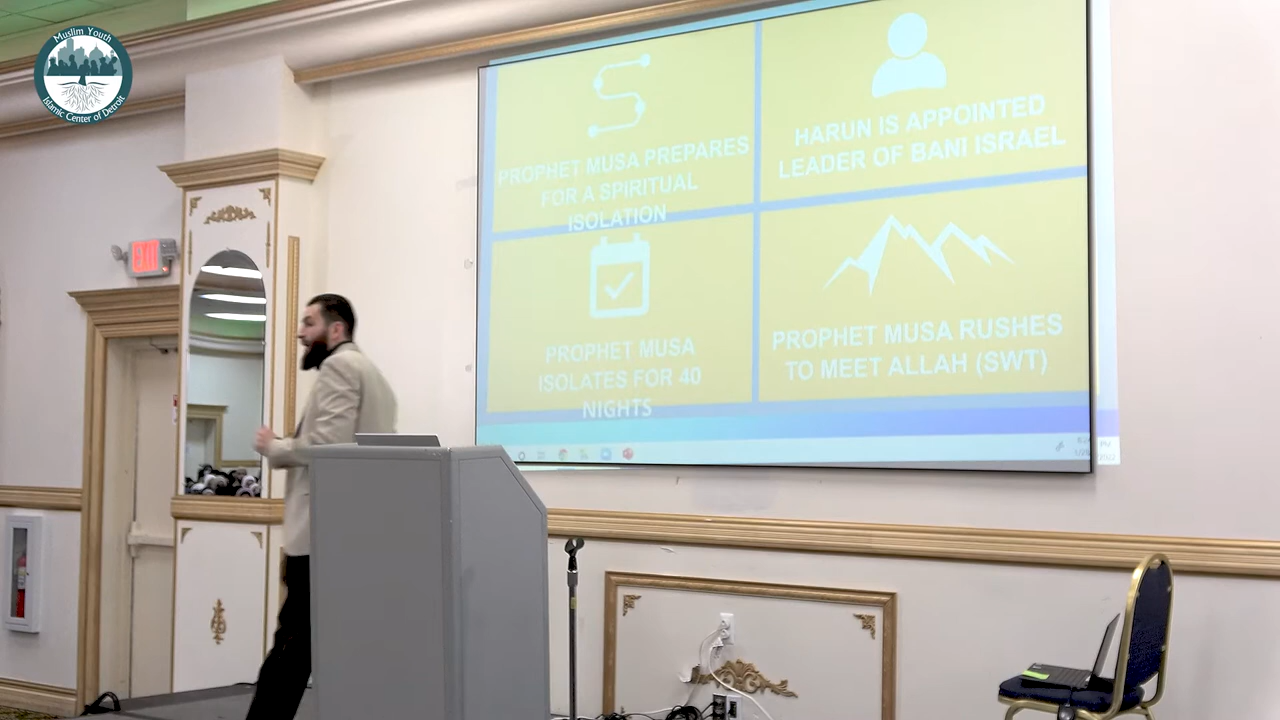 Muslim Youth
Islamic Center of Detroit
PROPHET MUSA PREPARES
FOR A SPIRITUAL
ISOLATION
HARUN IS APPOINTED
LEADER OF BANI ISRAEL
PROPHET MUSA
ISOLATES FOR 40
NIGHTS
PROPHET MUSA RUSHES
TO MEET ALLAH (SWT)